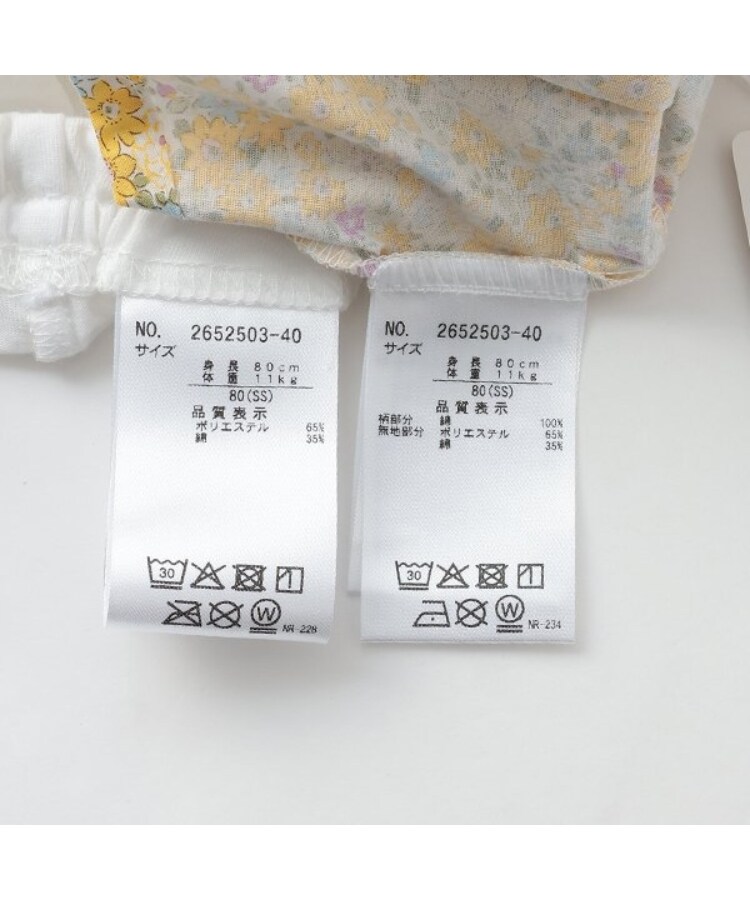 NO. 2652503-40
サイズ
身 長 80cm
体 重 11kg
80(SS)
品質表示
ポリエステル 65%
綿 35%
30
W
NR-228
NO. 2652503-40
サイズ
身 長 80cm
体 重 11kg
80(SS)
品質表示
柄部分 綿 100%
無地部分 ポリエステル 65%
綿 35%
30
W
NR-234